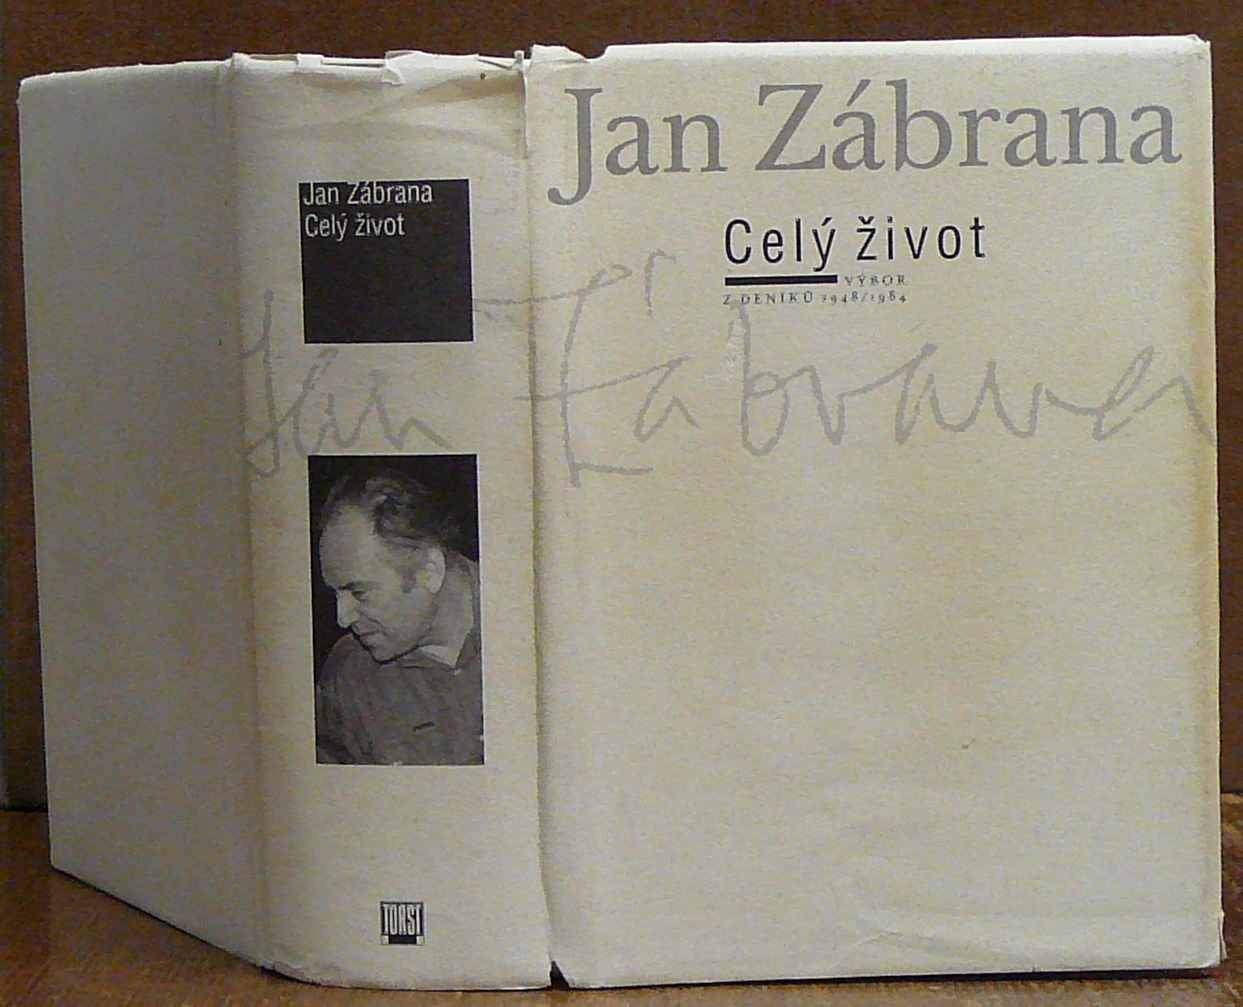 Jan Zábrana
Celý život
TORST
Jan Zábrana
Celý život
VÝBOR
Z DENÍKŮ 1948/1984
Jan Zábrana